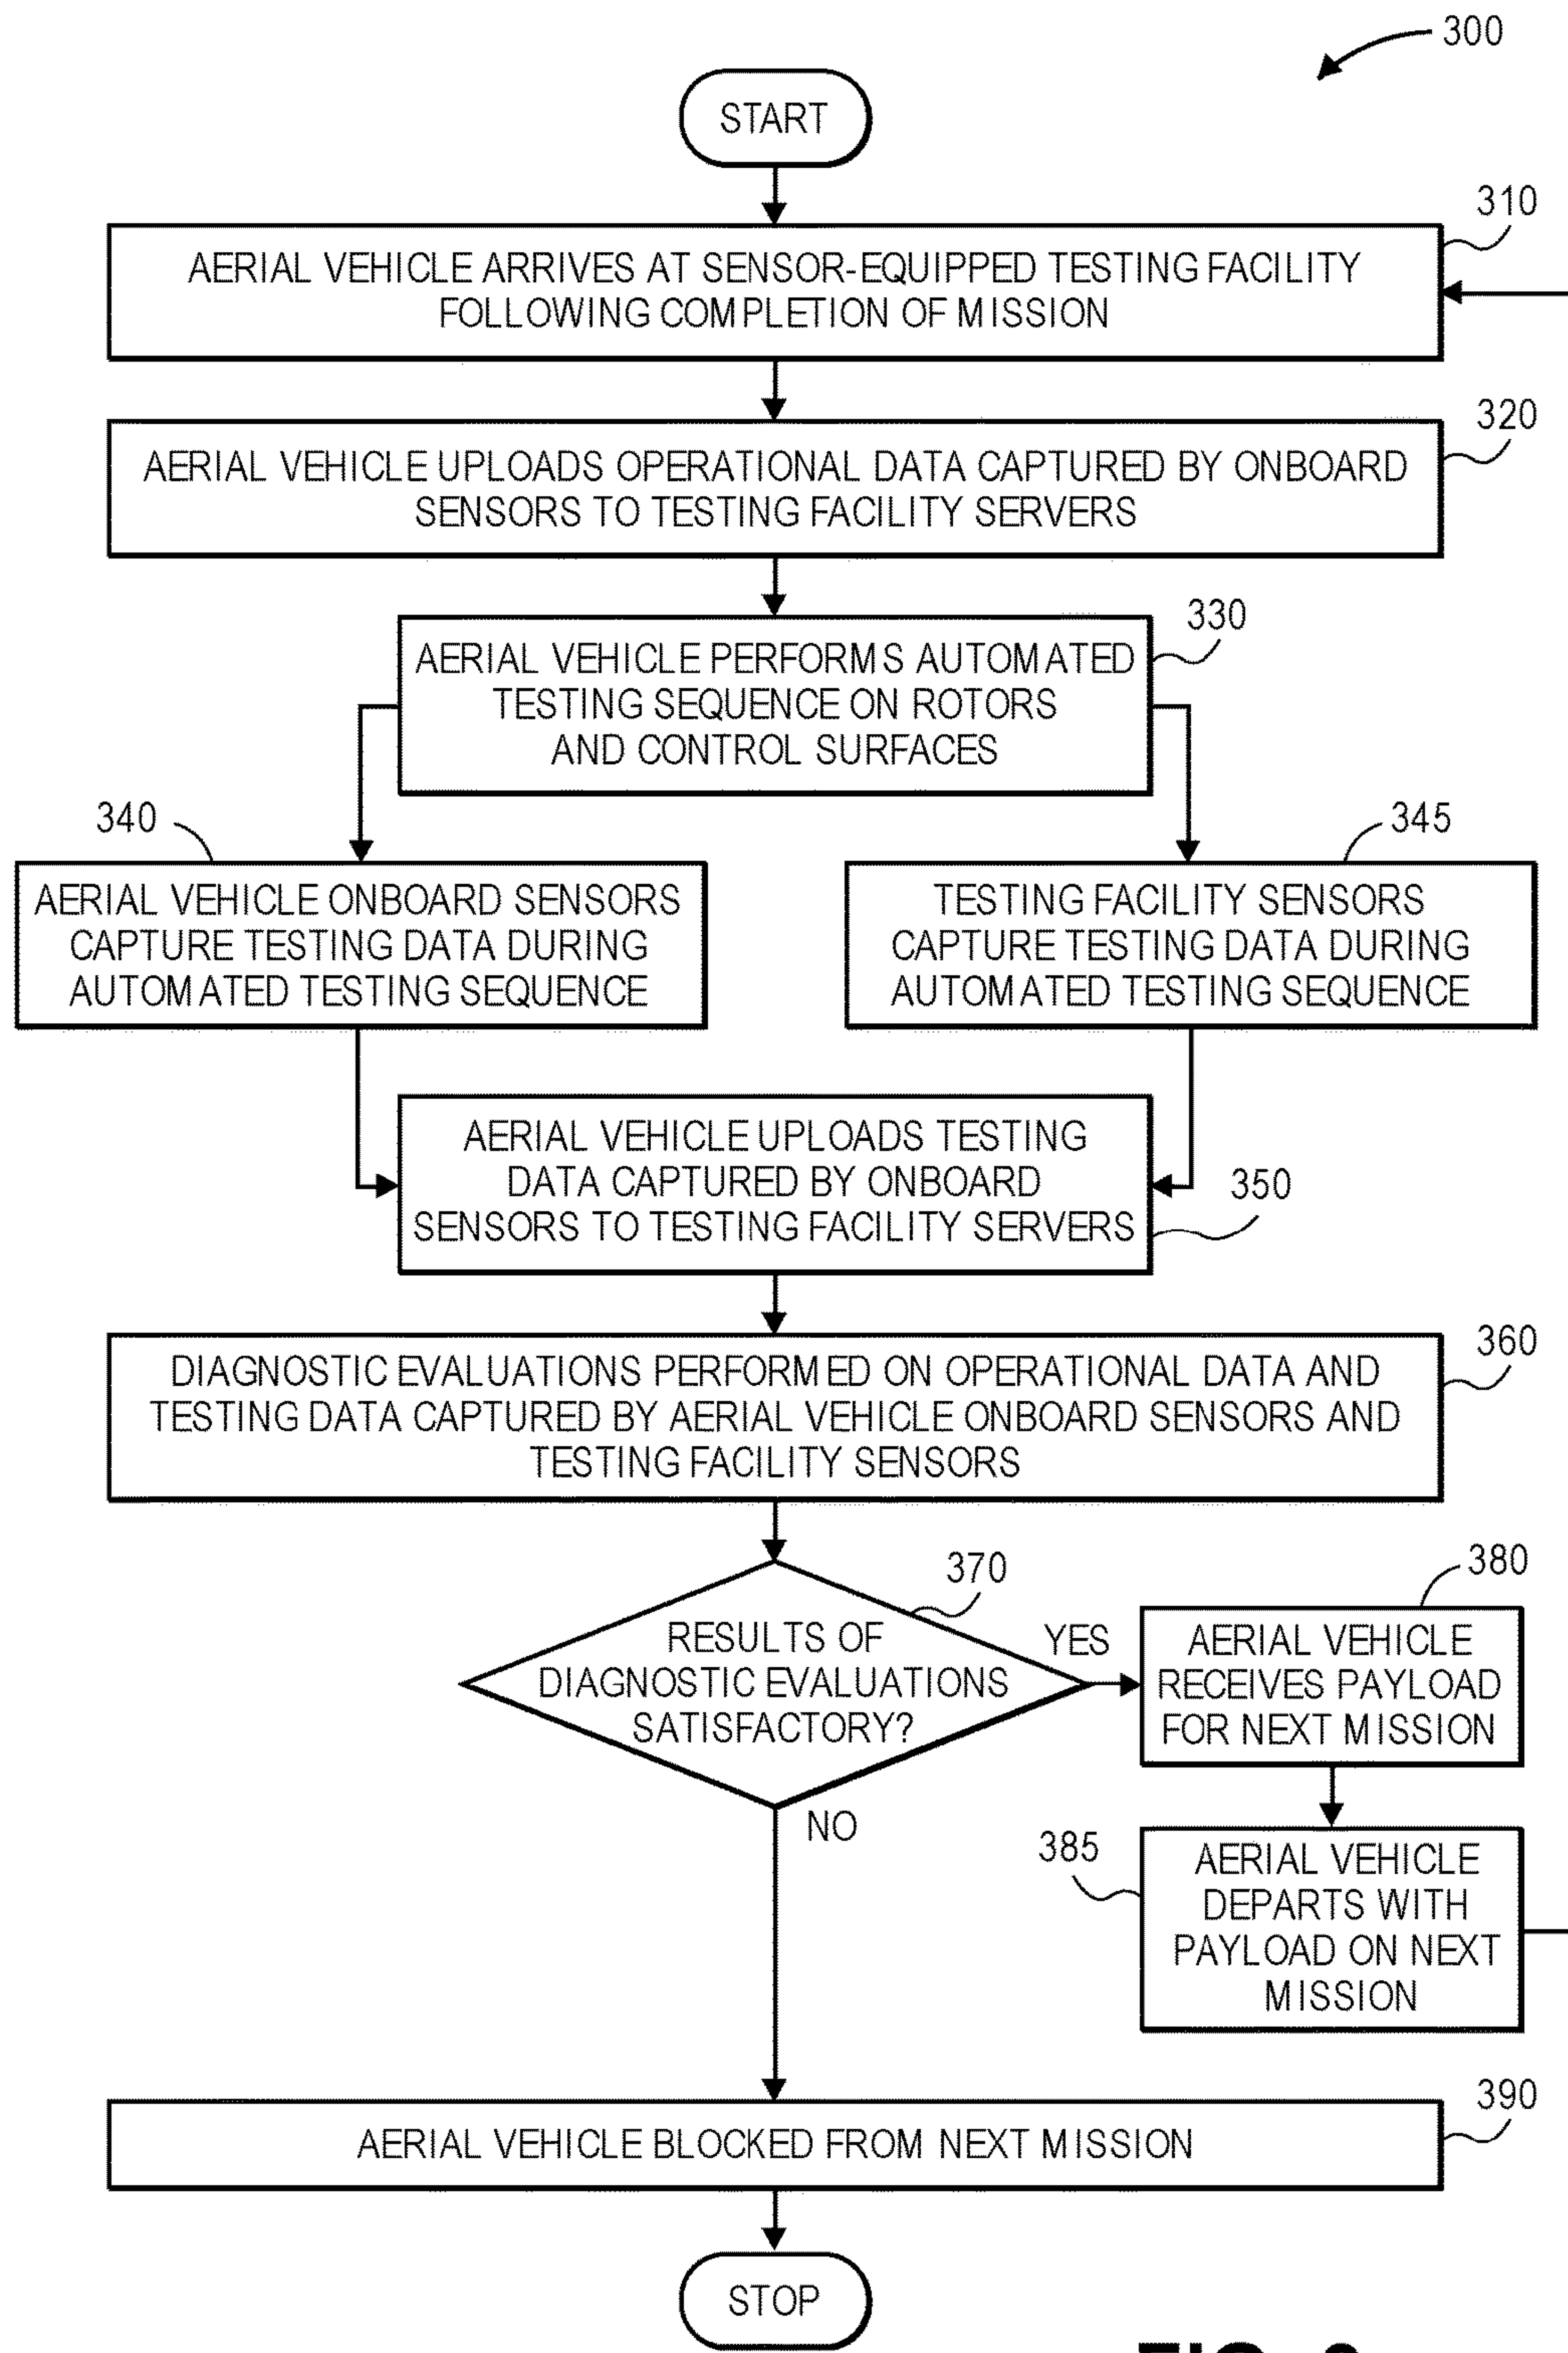 300
START
310
AERIAL VEHICLE ARRIVES AT SENSOR-EQUIPPED TESTING FACILITY
FOLLOWING COMPLETION OF MISSION
320
AERIAL VEHICLE UPLOADS OPERATIONAL DATA CAPTURED BY ONBOARD
SENSORS TO TESTING FACILITY SERVERS
330
AERIAL VEHICLE PERFORMS AUTOMATED
TESTING SEQUENCE ON ROTORS
AND CONTROL SURFACES
340
AERIAL VEHICLE ONBOARD SENSORS
CAPTURE TESTING DATA DURING
AUTOMATED TESTING SEQUENCE
345
TESTING FACILITY SENSORS
CAPTURE TESTING DATA DURING
AUTOMATED TESTING SEQUENCE
AERIAL VEHICLE UPLOADS TESTING
DATA CAPTURED BY ONBOARD
SENSORS TO TESTING FACILITY SERVERS
350
360
DIAGNOSTIC EVALUATIONS PERFORMED ON OPERATIONAL DATA AND
TESTING DATA CAPTURED BY AERIAL VEHICLE ONBOARD SENSORS AND
TESTING FACILITY SENSORS
370
RESULTS OF
DIAGNOSTIC EVALUATIONS
SATISFACTORY?
YES
380
AERIAL VEHICLE
RECEIVES PAYLOAD
FOR NEXT MISSION
NO
385
AERIAL VEHICLE
DEPARTS WITH
PAYLOAD ON NEXT
MISSION
390
AERIAL VEHICLE BLOCKED FROM NEXT MISSION
STOP